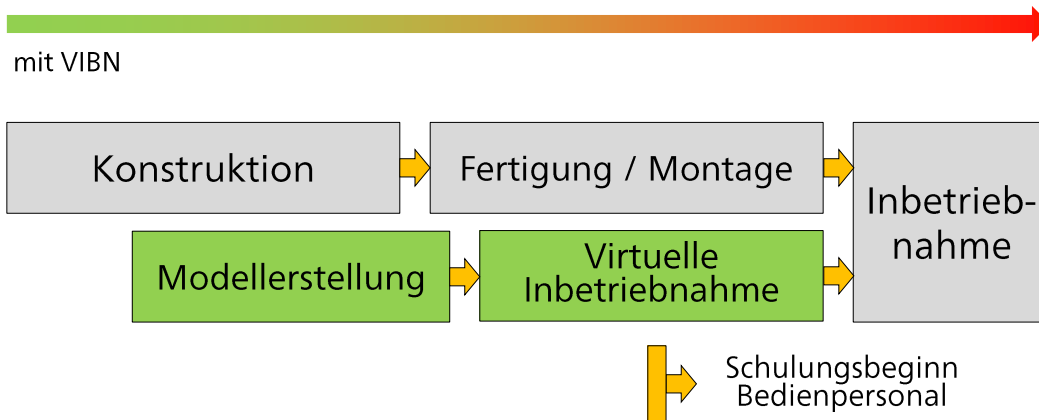 mit VIBN
Konstruktion
Fertigung / Montage
Inbetrieb-
nahme
Modellerstellung
Virtuelle
Inbetriebnahme
Schulungsbeginn
Bedienpersonal